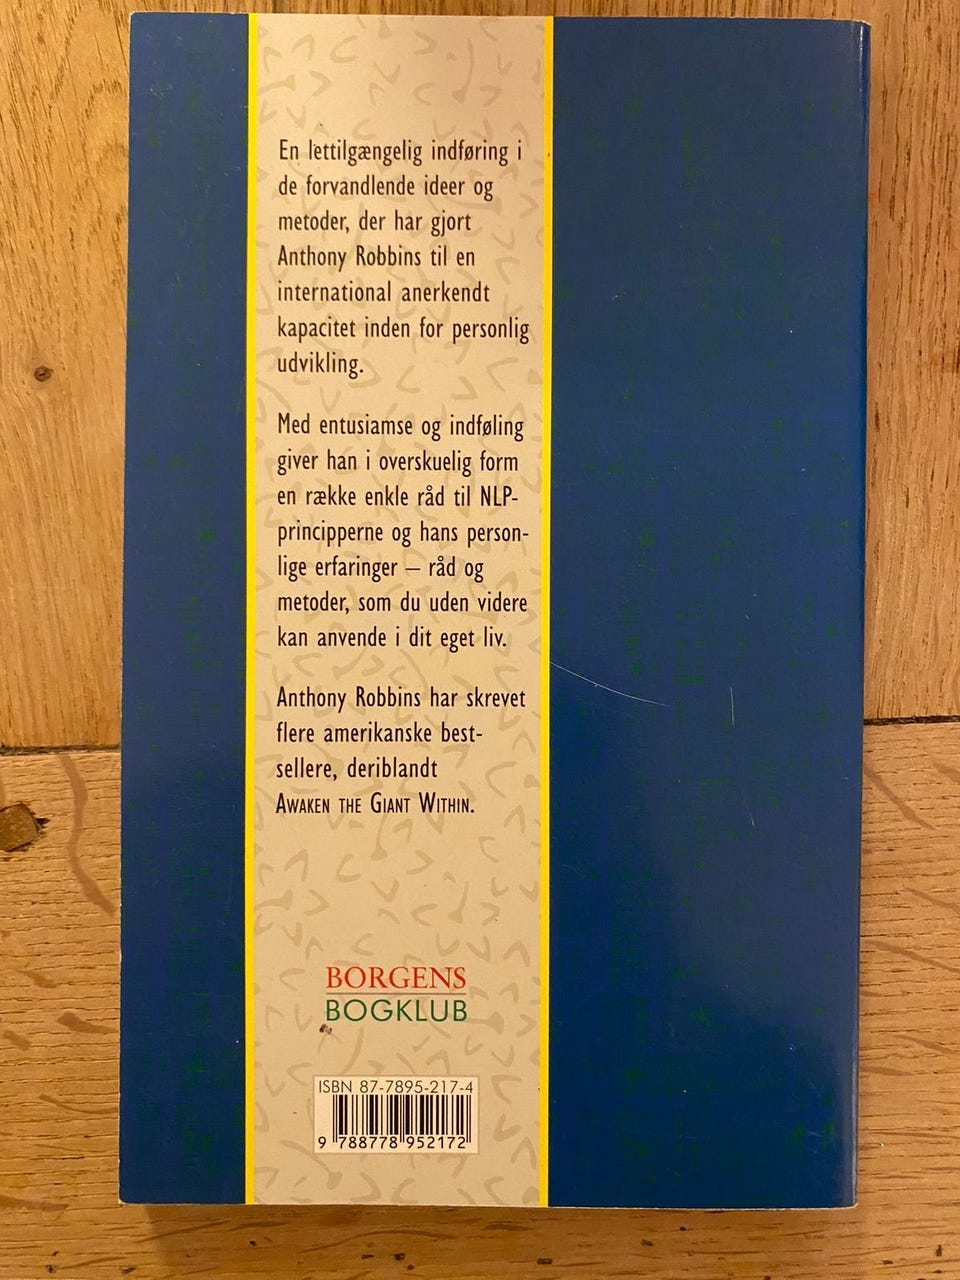 En lettilgængelig indføring i
de forvandlende ideer og
metoder, der har gjort
Anthony Robbins til en
international anerkendt
kapacitet inden for personlig
udvikling.
Med entusiamse og indføling
giver han i overskuelig form
en række enkle råd til NLP-
principperne og hans person-
lige erfaringer – råd og
metoder, som du uden videre
kan anvende i dit eget liv.
Anthony Robbins har skrevet
flere amerikanske best-
sellere, deriblandt
AWAKEN THE GIANT WITHIN.
BORGENS
BOGKLUB
ISBN 87-7895-217-4
9 788778 952172